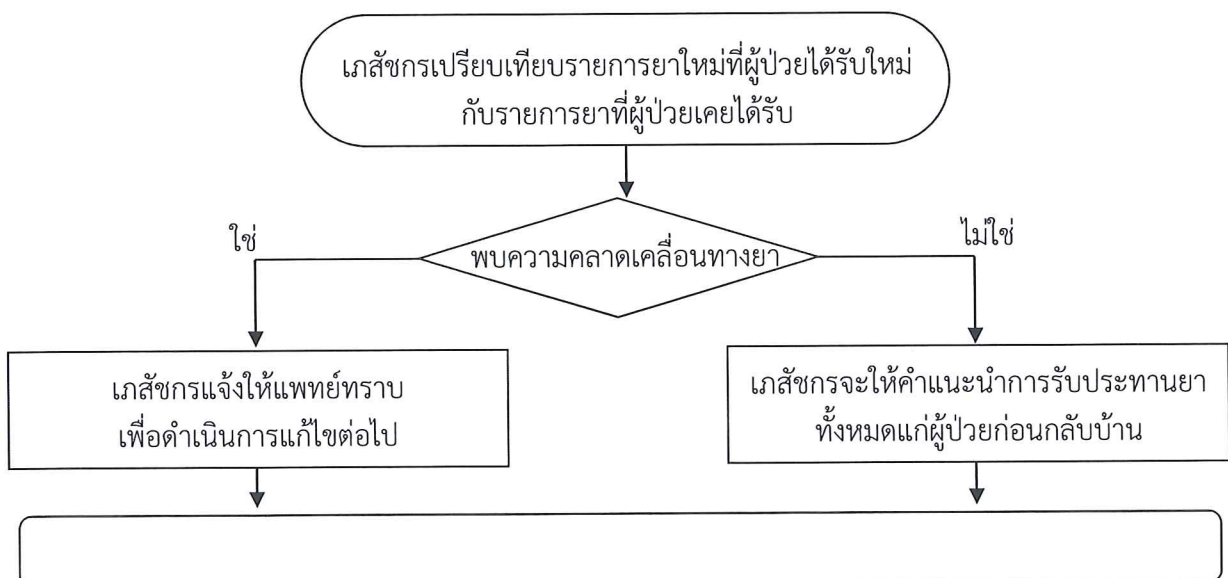 เภสัชกรเปรียบเทียบรายการยาใหม่ที่ผู้ป่วยได้รับใหม่
กับรายการยาที่ผู้ป่วยเคยได้รับ
ใช่
ไม่ใช่
พบความคลาดเคลื่อนทางยา
เภสัชกรแจ้งให้แพทย์ทราบ
เพื่อดำเนินการแก้ไขต่อไป
เภสัชกรจะให้คำแนะนำการรับประทานยา
ทั้งหมดแก่ผู้ป่วยก่อนกลับบ้าน